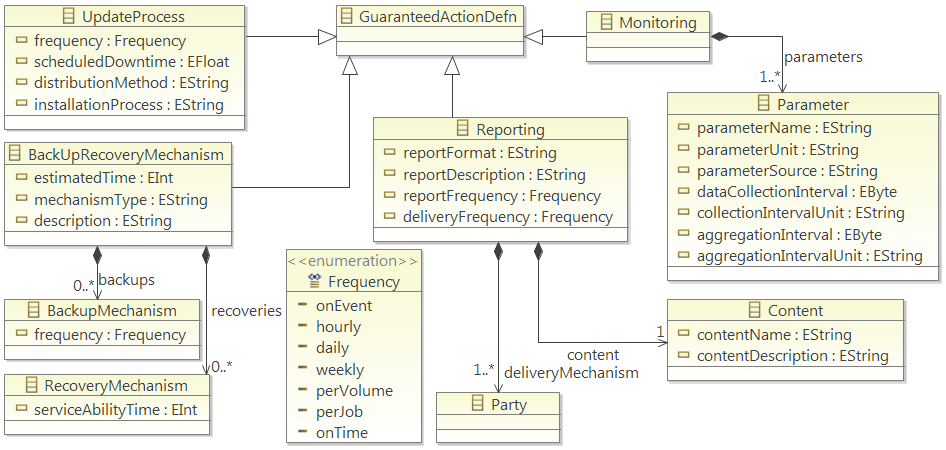 UpdateProcess
frequency : Frequency
scheduledDowntime : EFloat
distributionMethod : EString
installationProcess : EString
GuaranteedActionDefn
Monitoring
parameters
1..*
Parameter
parameterName : EString
parameterUnit : EString
parameterSource : EString
dataCollectionInterval : EByte
collectionIntervalUnit : EString
aggregationInterval : EByte
aggregationIntervalUnit : EString
BackUpRecoveryMechanism
estimatedTime : EInt
mechanismType : EString
description : EString
Reporting
reportFormat : EString
reportDescription : EString
reportFrequency : Frequency
deliveryFrequency : Frequency
0..*
backups
recoveries
0..*
BackupMechanism
frequency : Frequency
RecoveryMechanism
serviceAbilityTime : EInt
<<enumeration>>
Frequency
onEvent
hourly
daily
weekly
perVolume
perJob
onTime
1
content
deliveryMechanism
1..*
Party
Content
contentName : EString
contentDescription : EString